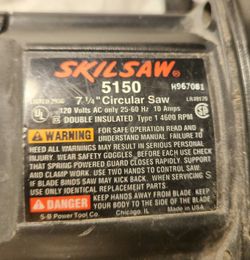 SKILSAW
5150
H967081
7 ¼" Circular Saw
120 Volts AC only 25-60 Hz 10 Amps
DOUBLE INSULATED Type 1 4600 RPM
WARNING FOR SAFE OPERATION READ AND
UNDERSTAND MANUAL. FAILURE TO
HEED ALL WARNINGS MAY RESULT IN SERIOUS PERSONAL
INJURY. WEAR SAFETY GOGGLES, BEFORE EACH USE CHECK
THAT SPRING POWERED GUARD CLOSES RAPIDLY. SUPPORT
AND CLAMP WORK. USE TWO HANDS TO CONTROL SAW.
IF BLADE BINDS SAW MAY KICK BACK. WHEN SERVICING
USE ONLY IDENTICAL REPLACEMENT PARTS.
DANGER KEEP HANDS AWAY FROM BLADE. KEEP
YOUR BODY TO THE SIDE OF THE BLADE.
S-B Power Tool Co. Chicago, IL Made in U.S.A.